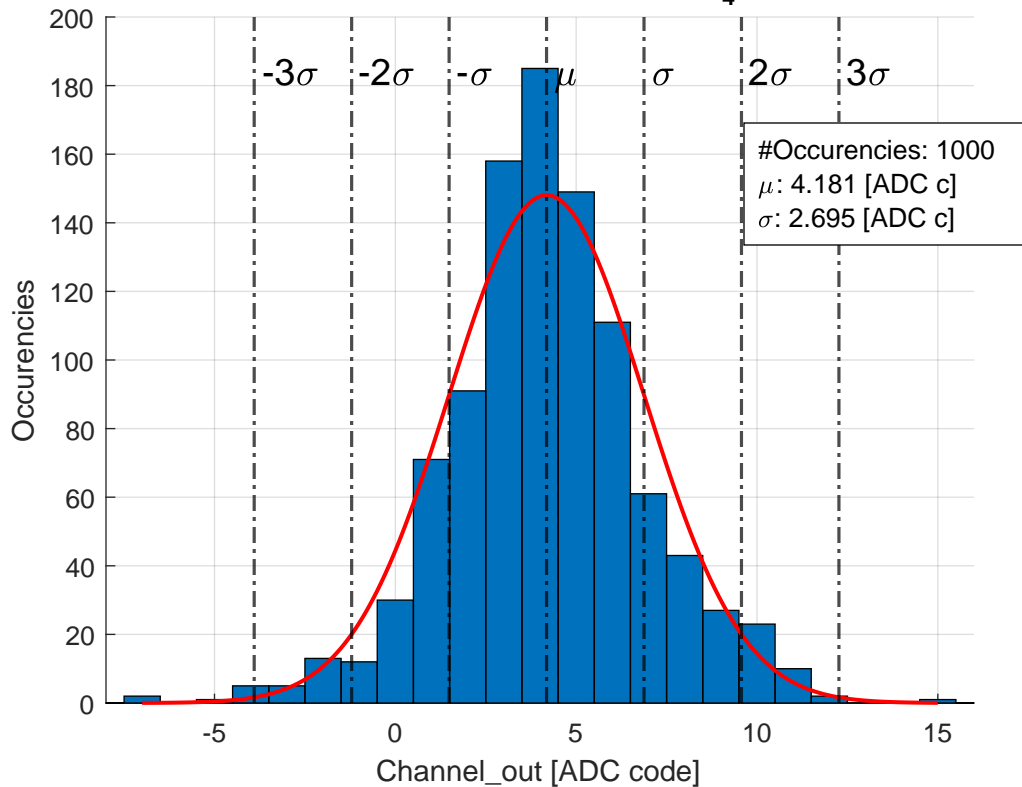 4
200
180
160
140
120
100
80
60
40
20
0
Occurencies
-3σ -2σ -σ μ σ 2σ 3σ
#Occurencies: 1000
μ: 4.181 [ADC c]
σ: 2.695 [ADC c]
-5 0 5 10 15
Channel_out [ADC code]